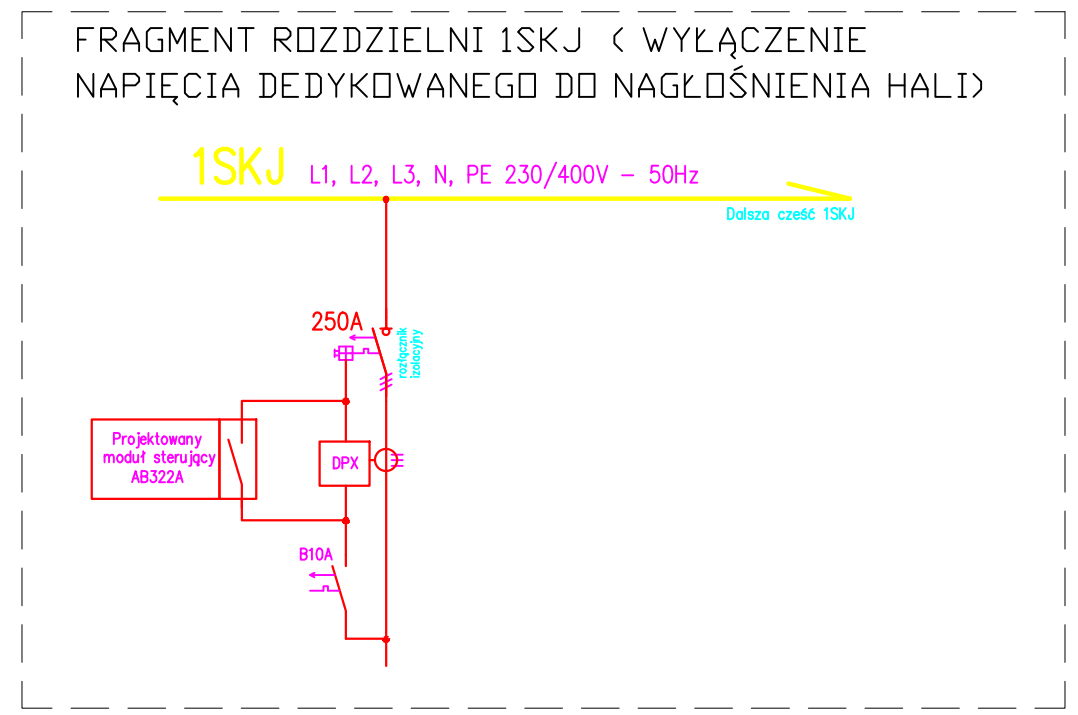 FRAGMENT ROZDZIELNI 1SKJ ( WYŁĄCZENIE
NAPIĘCIA DEDYKOWANEGO DO NAGŁOŚNIENIA HALI)
1SKJ L1, L2, L3, N, PE 230/400V – 50Hz
Dalsza cześć 1SKJ
250A
rozłącznik
izolacyjny
Projektowany
moduł sterujący
AB322A
DPX
B10A